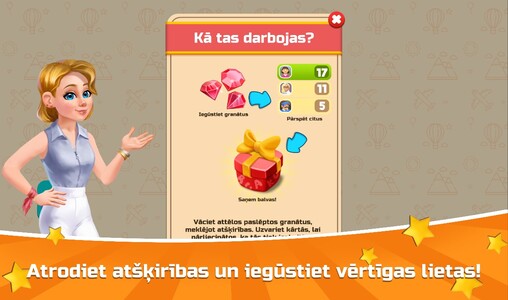 Kā tas darbojas?
17
11
5
Iegūstiet granātus
Pārspēt citus
Saņem balvas!
Vāciet attēlos paslēptos granātus,
meklējot atšķirības. Uzvariet kārtās, lai
Atrodiet atšķirības un iegūstiet vērtīgas lietas!